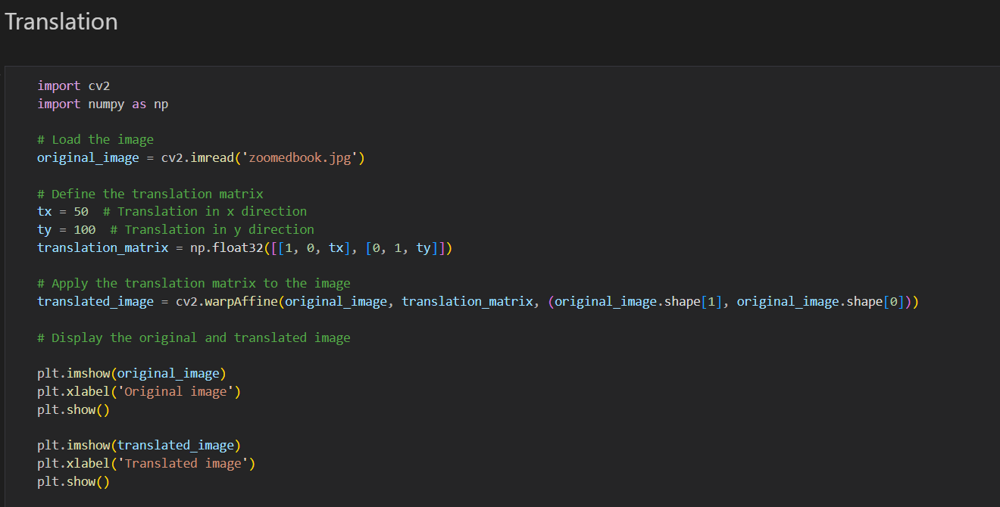 Translation
import cv2
import numpy as np
# Load the image
original_image = cv2.imread('zoomedbook.jpg')
# Define the translation matrix
tx = 50  # Translation in x direction
ty = 100  # Translation in y direction
translation_matrix = np.float32([[1, 0, tx], [0, 1, ty]])
# Apply the translation matrix to the image
translated_image = cv2.warpAffine(original_image, translation_matrix, (original_image.shape[1], original_image.shape[0]))
# Display the original and translated image
plt.imshow(original_image)
plt.xlabel('Original image')
plt.show()
plt.imshow(translated_image)
plt.xlabel('Translated image')
plt.show()